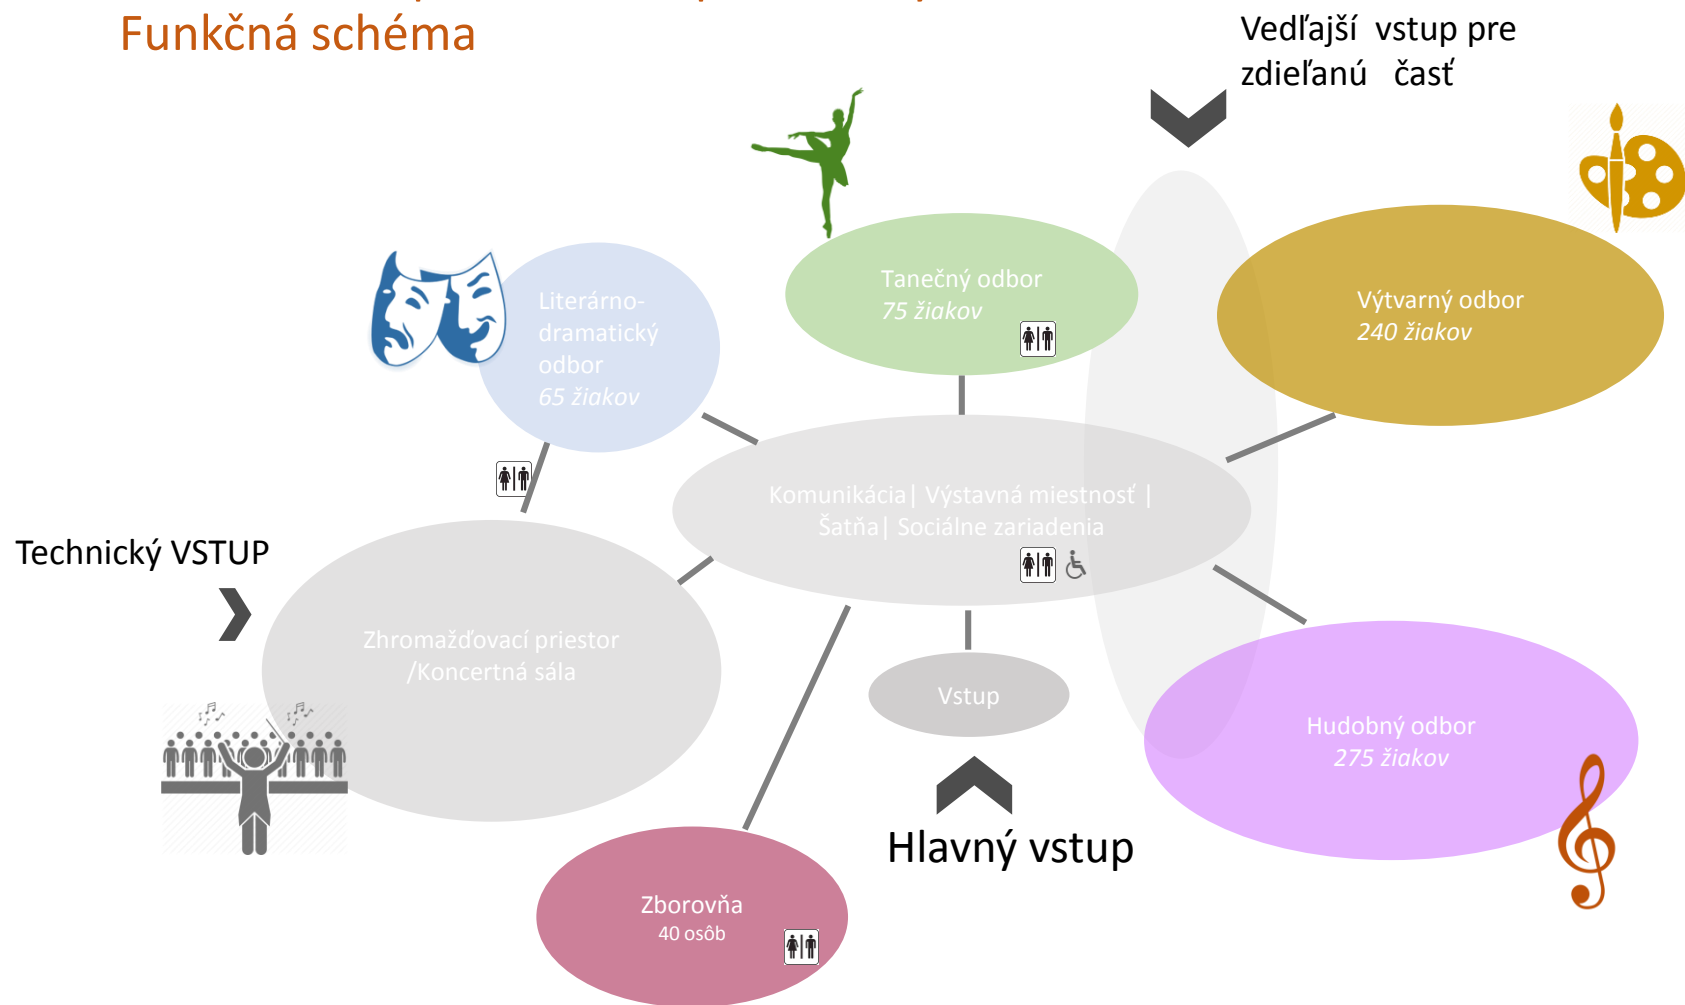 Funkčná schéma
Vedľajší vstup pre
zdieľanú časť
Tanečný odbor
75 žiakov
Výtvarný odbor
240 žiakov
Literárno-
dramatický
odbor
65 žiakov
Komunikácia| Výstavná miestnosť |
Šatňa| Sociálne zariadenia
Technický VSTUP
Zhromažďovací priestor
/Koncertná sála
Vstup
Hudobný odbor
275 žiakov
Hlavný vstup
Zborovňa
40 osôb